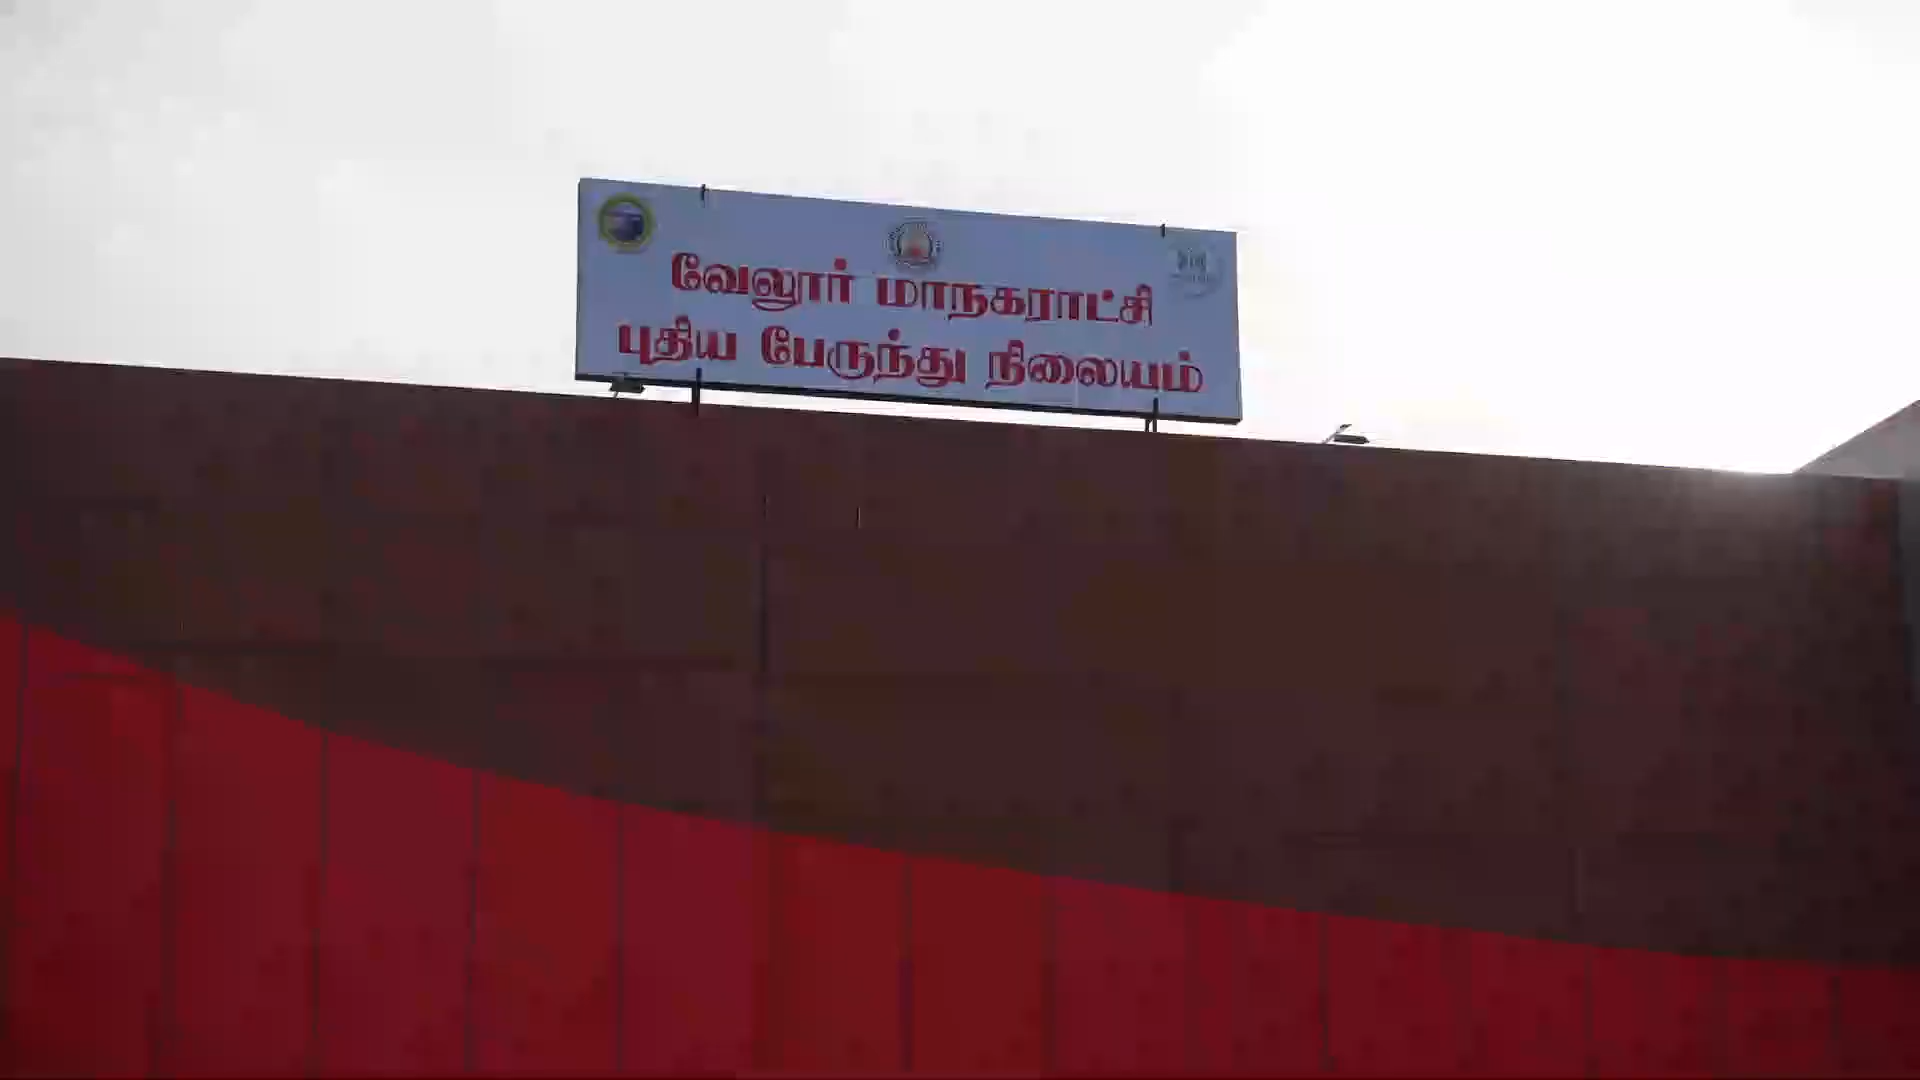 வேலூர் மாநகராட்சி
புதிய பேருந்து நிலையம்